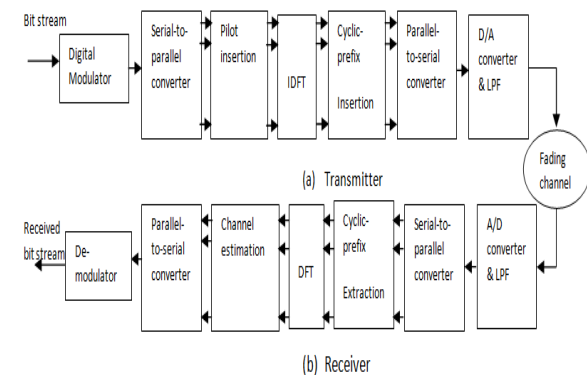 Bit stream
Digital
Modulator
Serial-to-
parallel
converter
Pilot
insertion
IDFT
Cyclic-
prefix
Insertion
Parallel-
to-serial
converter
D/A
converter
& LPF
Fading
channel
(a) Transmitter
Received
bit stream
De-
modulator
Parallel-
to-serial
converter
Channel
estimation
DFT
Cyclic-
prefix
Extraction
Serial-to-
parallel
converter
A/D
converter
& LPF
(b) Receiver